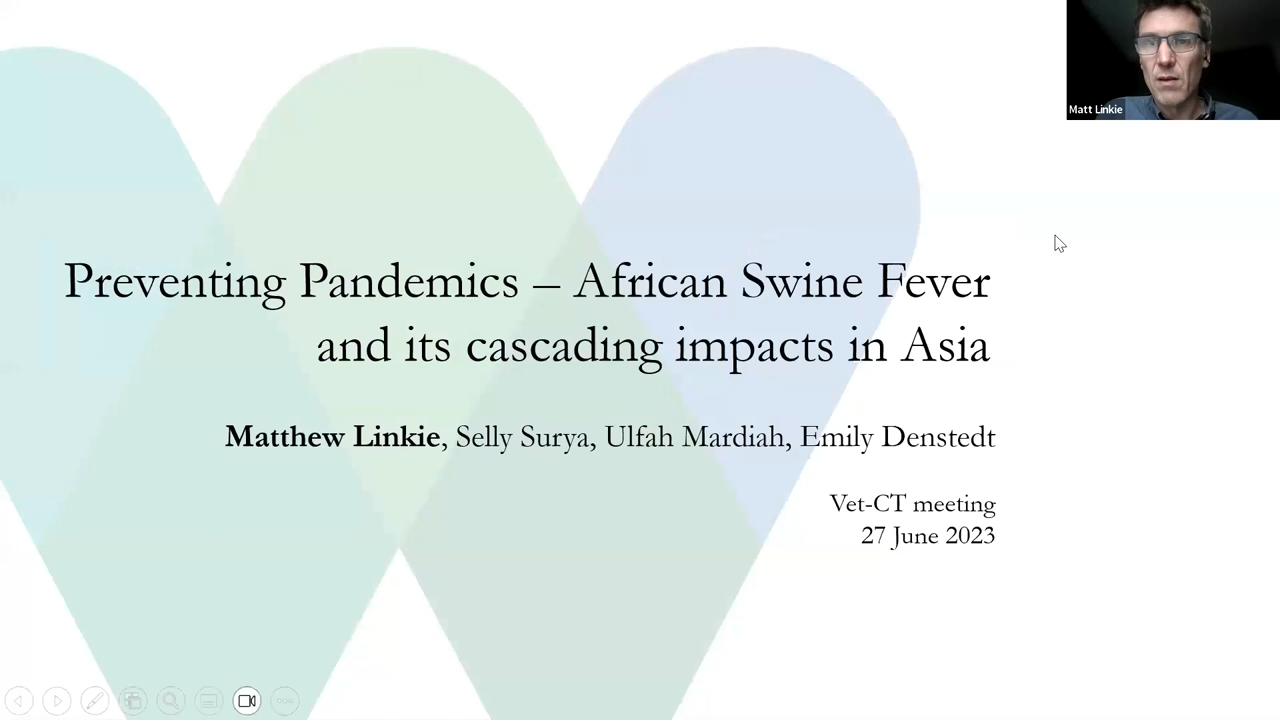 Matt Linkie
Preventing Pandemics – African Swine Fever
and its cascading impacts in Asia
Matthew Linkie, Selly Surya, Ulfah Mardiah, Emily Denstedt
Vet-CT meeting
27 June 2023